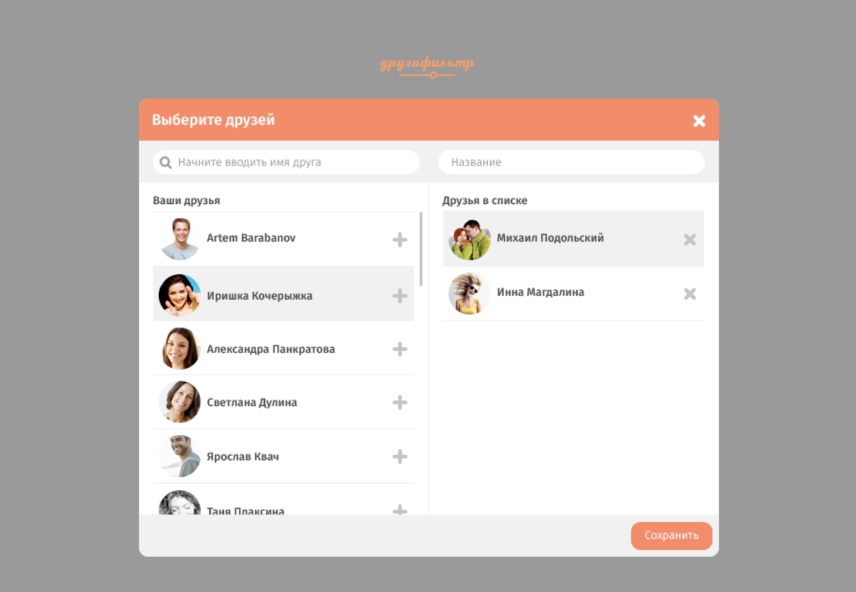 другофильтр
Выберите друзей
Начните вводить имя друга
Название
Ваши друзья
Друзья в списке
Artem Barabanov
Михаил Подольский
Иришка Кочерыжка
Инна Магдалина
Александра Панкратова
Светлана Дулина
Ярослав Квач
Таня Плаксина
Сохранить